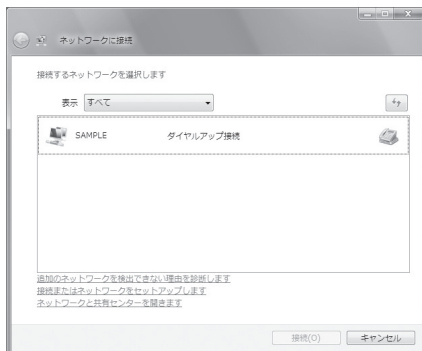 ネットワークに接続
接続するネットワークを選択します
表示 すべて
SAMPLE ダイヤルアップ接続
追加のネットワークを検出できない理由を診断します
接続またはネットワークをセットアップします
ネットワークと共有センターを開きます
接続(O) キャンセル